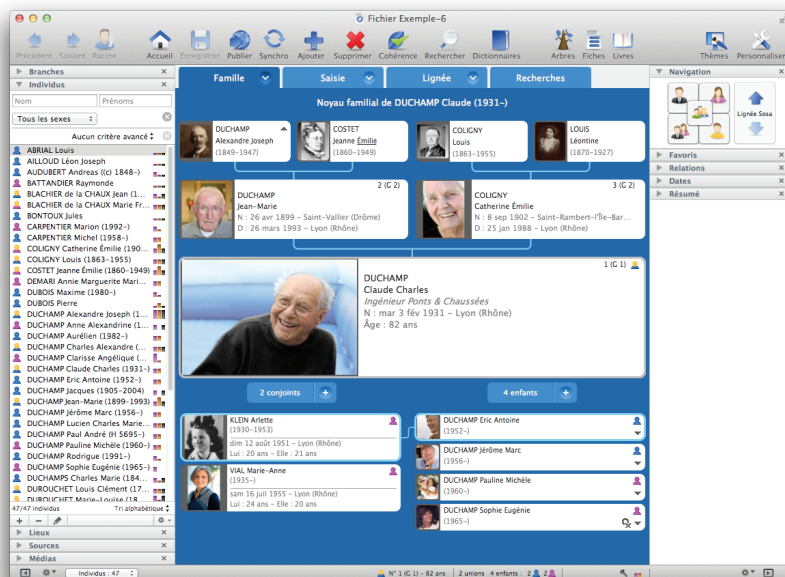 Fichier Exemple-6
Précédent Suivant Racine Accueil Enregistrer Publier Synchro Ajouter Supprimer Cohérence Rechercher Dictionnaires Arbres Fiches Livres Thèmes Personnaliser
Branches
Individus
Nom Prénoms
Tous les sexes
Aucun critère avancé
ABRIAL Louis
AILLOUD Léon Joseph
AUDUBERT Andreas ((c) 1848-)
BATTANDIER Raymonde
BLACHIER de la CHAUX Jean (1...
BLACHIER de la CHAUX Marie Fr...
BONTOUX Jules
CARPENTIER Marion (1992-)
CARPENTIER Michel (1958-)
COLIGNY Catherine Émilie (190...
COLIGNY Louis (1863-1955)
COSTET Jeanne Émilie (1860-1949)
DEMARI Annie Marguerite Mari...
DUBOIS Maxime (1980-)
DUBOIS Pierre
DUCHAMP Alexandre Joseph (1...
DUCHAMP Anne Alexandrine (1...
DUCHAMP Aurélien (1982-)
DUCHAMP Charles Alexandre (...
DUCHAMP Clarisse Angélique (...
DUCHAMP Claude Charles (1931-)
DUCHAMP Eric Antoine (1952-)
DUCHAMP Jacques (1905-2004)
DUCHAMP Jean-Marie (1899-1993)
DUCHAMP Jérôme Marc (1956-)
DUCHAMP Lucien Charles Marie...
DUCHAMP Paul André (H 5695-)
DUCHAMP Pauline Michèle (1960-)
DUCHAMP Rodrigue (1991-)
DUCHAMP Sophie Eugénie (1965-)
DUCHAMPS Charles Marie (184...
DUROUCHET Louis Clément (17...
DUROUCHET Marie-Louise (18...
47/47 individus Tri alphabétique
Lieux
Sources
Médias
Individus : 47
Famille Saisie Lignée Recherches
Noyau familial de DUCHAMP Claude (1931-)
DUCHAMP
Alexandre Joseph
(1849-1947)
COSTET
Jeanne Émilie
(1860-1949)
COLIGNY
Louis
(1863-1955)
LOUIS
Léontine
(1870-1927)
2 (G 2)
DUCHAMP
Jean-Marie
N : 26 avr 1899 - Saint-Vallier (Drôme)
D : 26 mars 1993 - Lyon (Rhône)
3 (G 2)
COLIGNY
Catherine Émilie
N : 8 sep 1902 - Saint-Rambert-l'Île-Bar...
D : 25 jan 1988 - Lyon (Rhône)
1 (G 1)
DUCHAMP
Claude Charles
Ingénieur Ponts & Chaussées
N : mar 3 fév 1931 - Lyon (Rhône)
Âge : 82 ans
2 conjoints 4 enfants
KLEIN Arlette
(1930-1953)
dim 12 août 1951 - Lyon (Rhône)
Lui : 20 ans - Elle : 21 ans
VIAL Marie-Anne
(1935-)
sam 16 juil 1955 - Lyon (Rhône)
Lui : 24 ans - Elle : 20 ans
DUCHAMP Eric Antoine
(1952-)
DUCHAMP Jérôme Marc
(1956-)
DUCHAMP Pauline Michèle
(1960-)
DUCHAMP Sophie Eugénie
(1965-)
N° 1 (G 1) - 82 ans 2 unions 4 enfants : 2 2
Navigation
Lignée Sosa
Favoris
Relations
Dates
Résumé